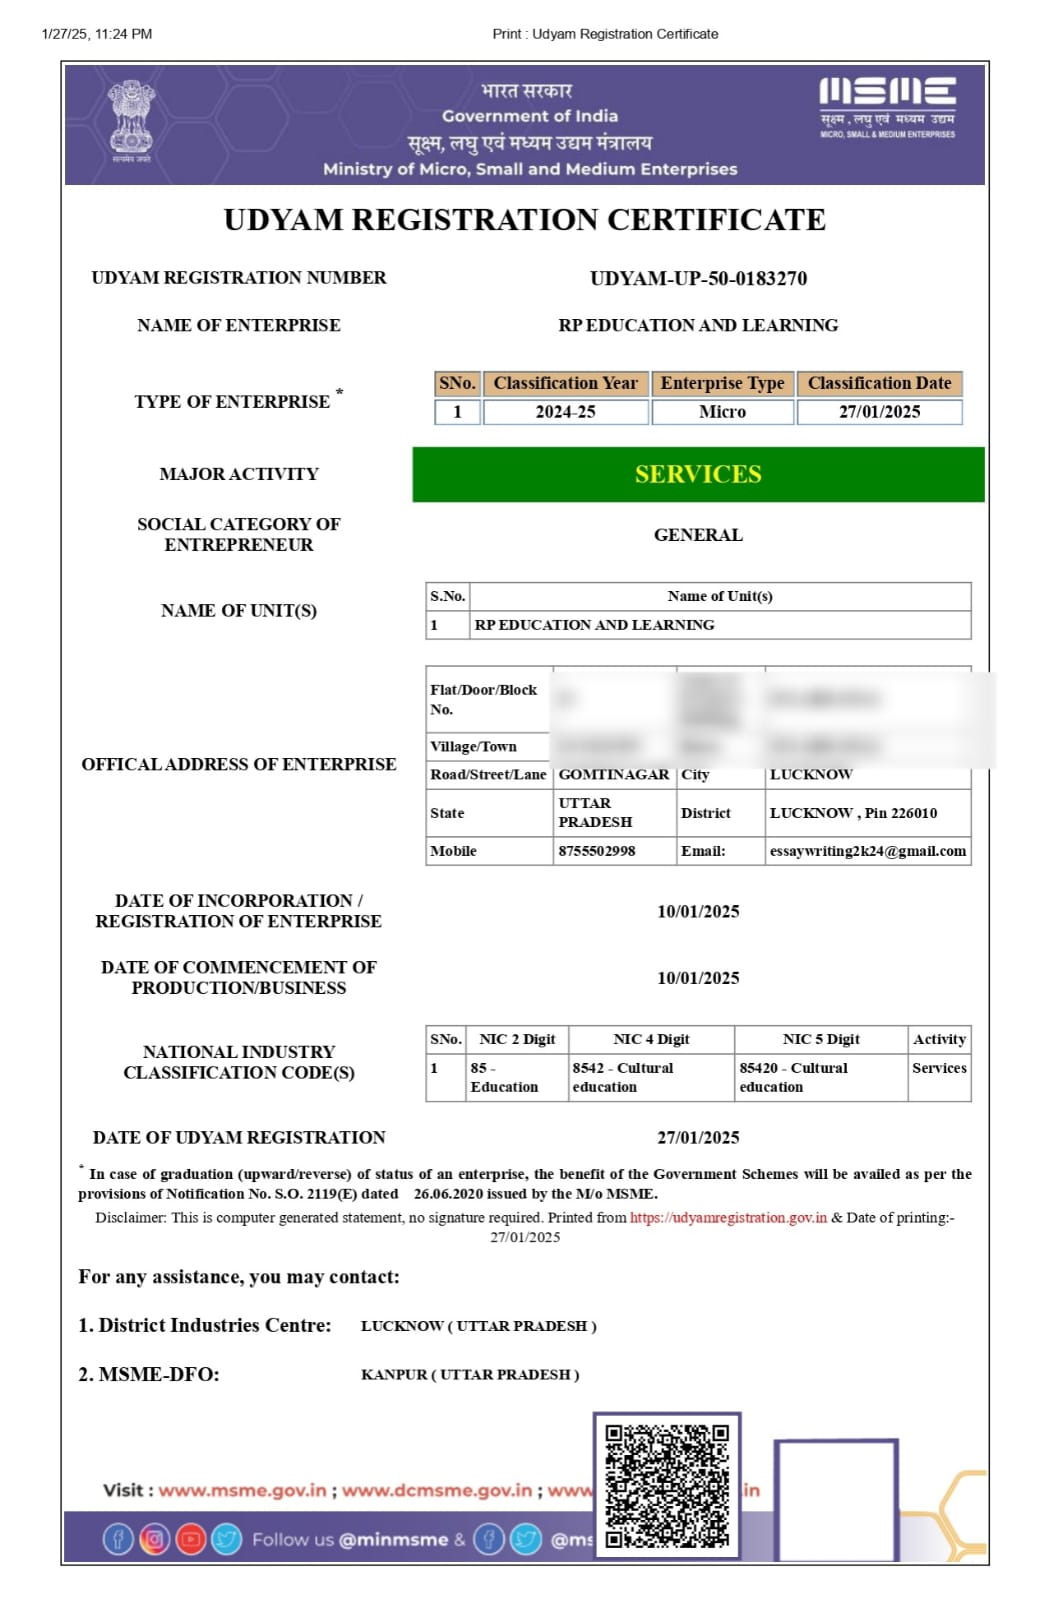 1/27/25, 11:24 PM Print : Udyam Registration Certificate
भारत सरकार
Government of India
सूक्ष्म, लघु एवं मध्यम उद्यम मंत्रालय
Ministry of Micro, Small and Medium Enterprises
सत्यमेव जयते
MSME
सूक्ष्म , लघु एवं मध्यम उद्यम
MICRO, SMALL & MEDIUM ENTERPRISES
UDYAM REGISTRATION CERTIFICATE
UDYAM REGISTRATION NUMBER UDYAM-UP-50-0183270
NAME OF ENTERPRISE RP EDUCATION AND LEARNING
TYPE OF ENTERPRISE *
SNo. Classification Year Enterprise Type Classification Date
1 2024-25 Micro 27/01/2025
MAJOR ACTIVITY SERVICES
SOCIAL CATEGORY OF
ENTREPRENEUR
GENERAL
NAME OF UNIT(S)
S.No. Name of Unit(s)
1 RP EDUCATION AND LEARNING
OFFICAL ADDRESS OF ENTERPRISE
Flat/Door/Block
No.
Village/Town
Road/Street/Lane GOMTINAGAR City LUCKNOW
State UTTAR
PRADESH District LUCKNOW , Pin 226010
Mobile 8755502998 Email: essaywriting2k24@gmail.com
DATE OF INCORPORATION /
REGISTRATION OF ENTERPRISE
10/01/2025
DATE OF COMMENCEMENT OF
PRODUCTION/BUSINESS
10/01/2025
NATIONAL INDUSTRY
CLASSIFICATION CODE(S)
SNo. NIC 2 Digit NIC 4 Digit NIC 5 Digit Activity
1 85 - 8542 - Cultural 85420 - Cultural Services
Education education education
DATE OF UDYAM REGISTRATION 27/01/2025
* In case of graduation (upward/reverse) of status of an enterprise, the benefit of the Government Schemes will be availed as per the
provisions of Notification No. S.O. 2119(E) dated 26.06.2020 issued by the M/o MSME.
Disclaimer: This is computer generated statement, no signature required. Printed from https://udyamregistration.gov.in & Date of printing:-
27/01/2025
For any assistance, you may contact:
1. District Industries Centre: LUCKNOW ( UTTAR PRADESH )
2. MSME-DFO: KANPUR ( UTTAR PRADESH )
Visit : www.msme.gov.in ; www.dcmsme.gov.in ; www .in
Follow us @minmsme & @ms